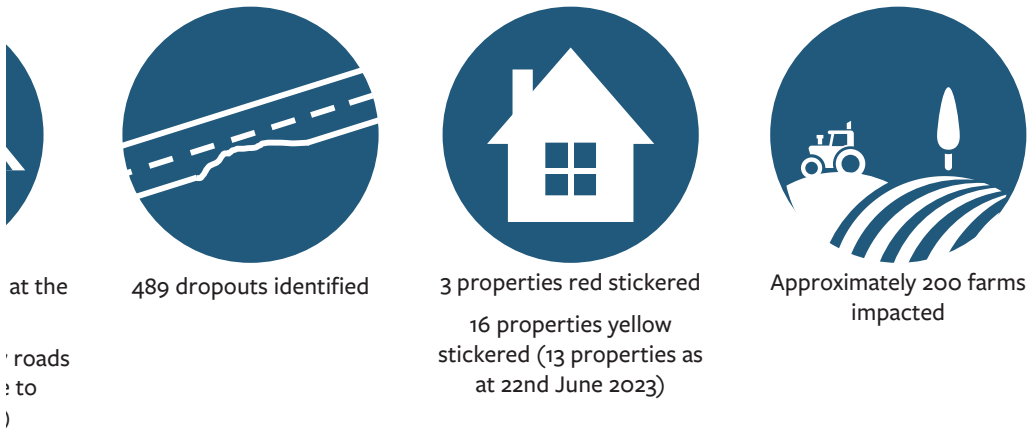 at the
roads
to
)
489 dropouts identified
3 properties red stickered
16 properties yellow
stickered (13 properties as
at 22nd June 2023)
Approximately 200 farms
impacted